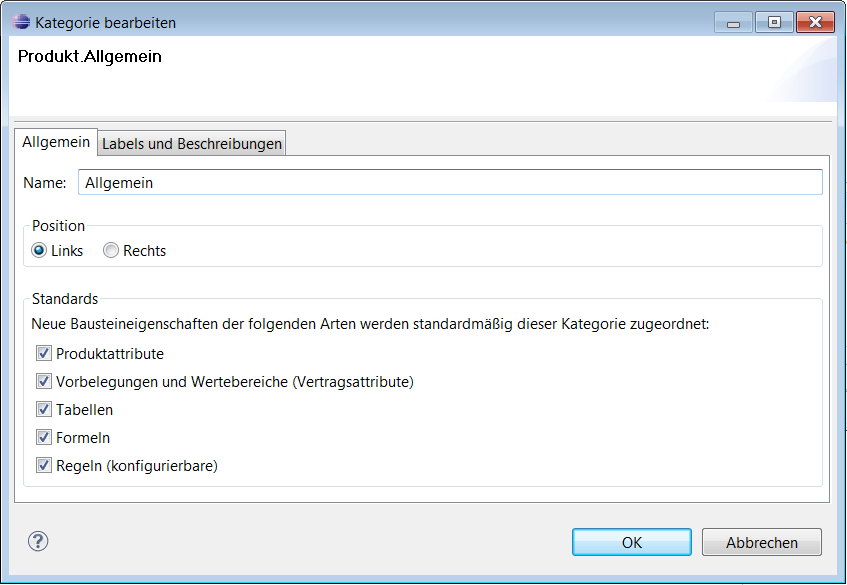 Kategorie bearbeiten
Produkt.Allgemein
Allgemein Labels und Beschreibungen
Name: Allgemein
Position
Links Rechts
Standards
Neue Bausteineigenschaften der folgenden Arten werden standardmäßig dieser Kategorie zugeordnet:
Produktattribute
Vorbelegungen und Wertebereiche (Vertragsattribute)
Tabellen
Formeln
Regeln (konfigurierbare)
? OK Abbrechen